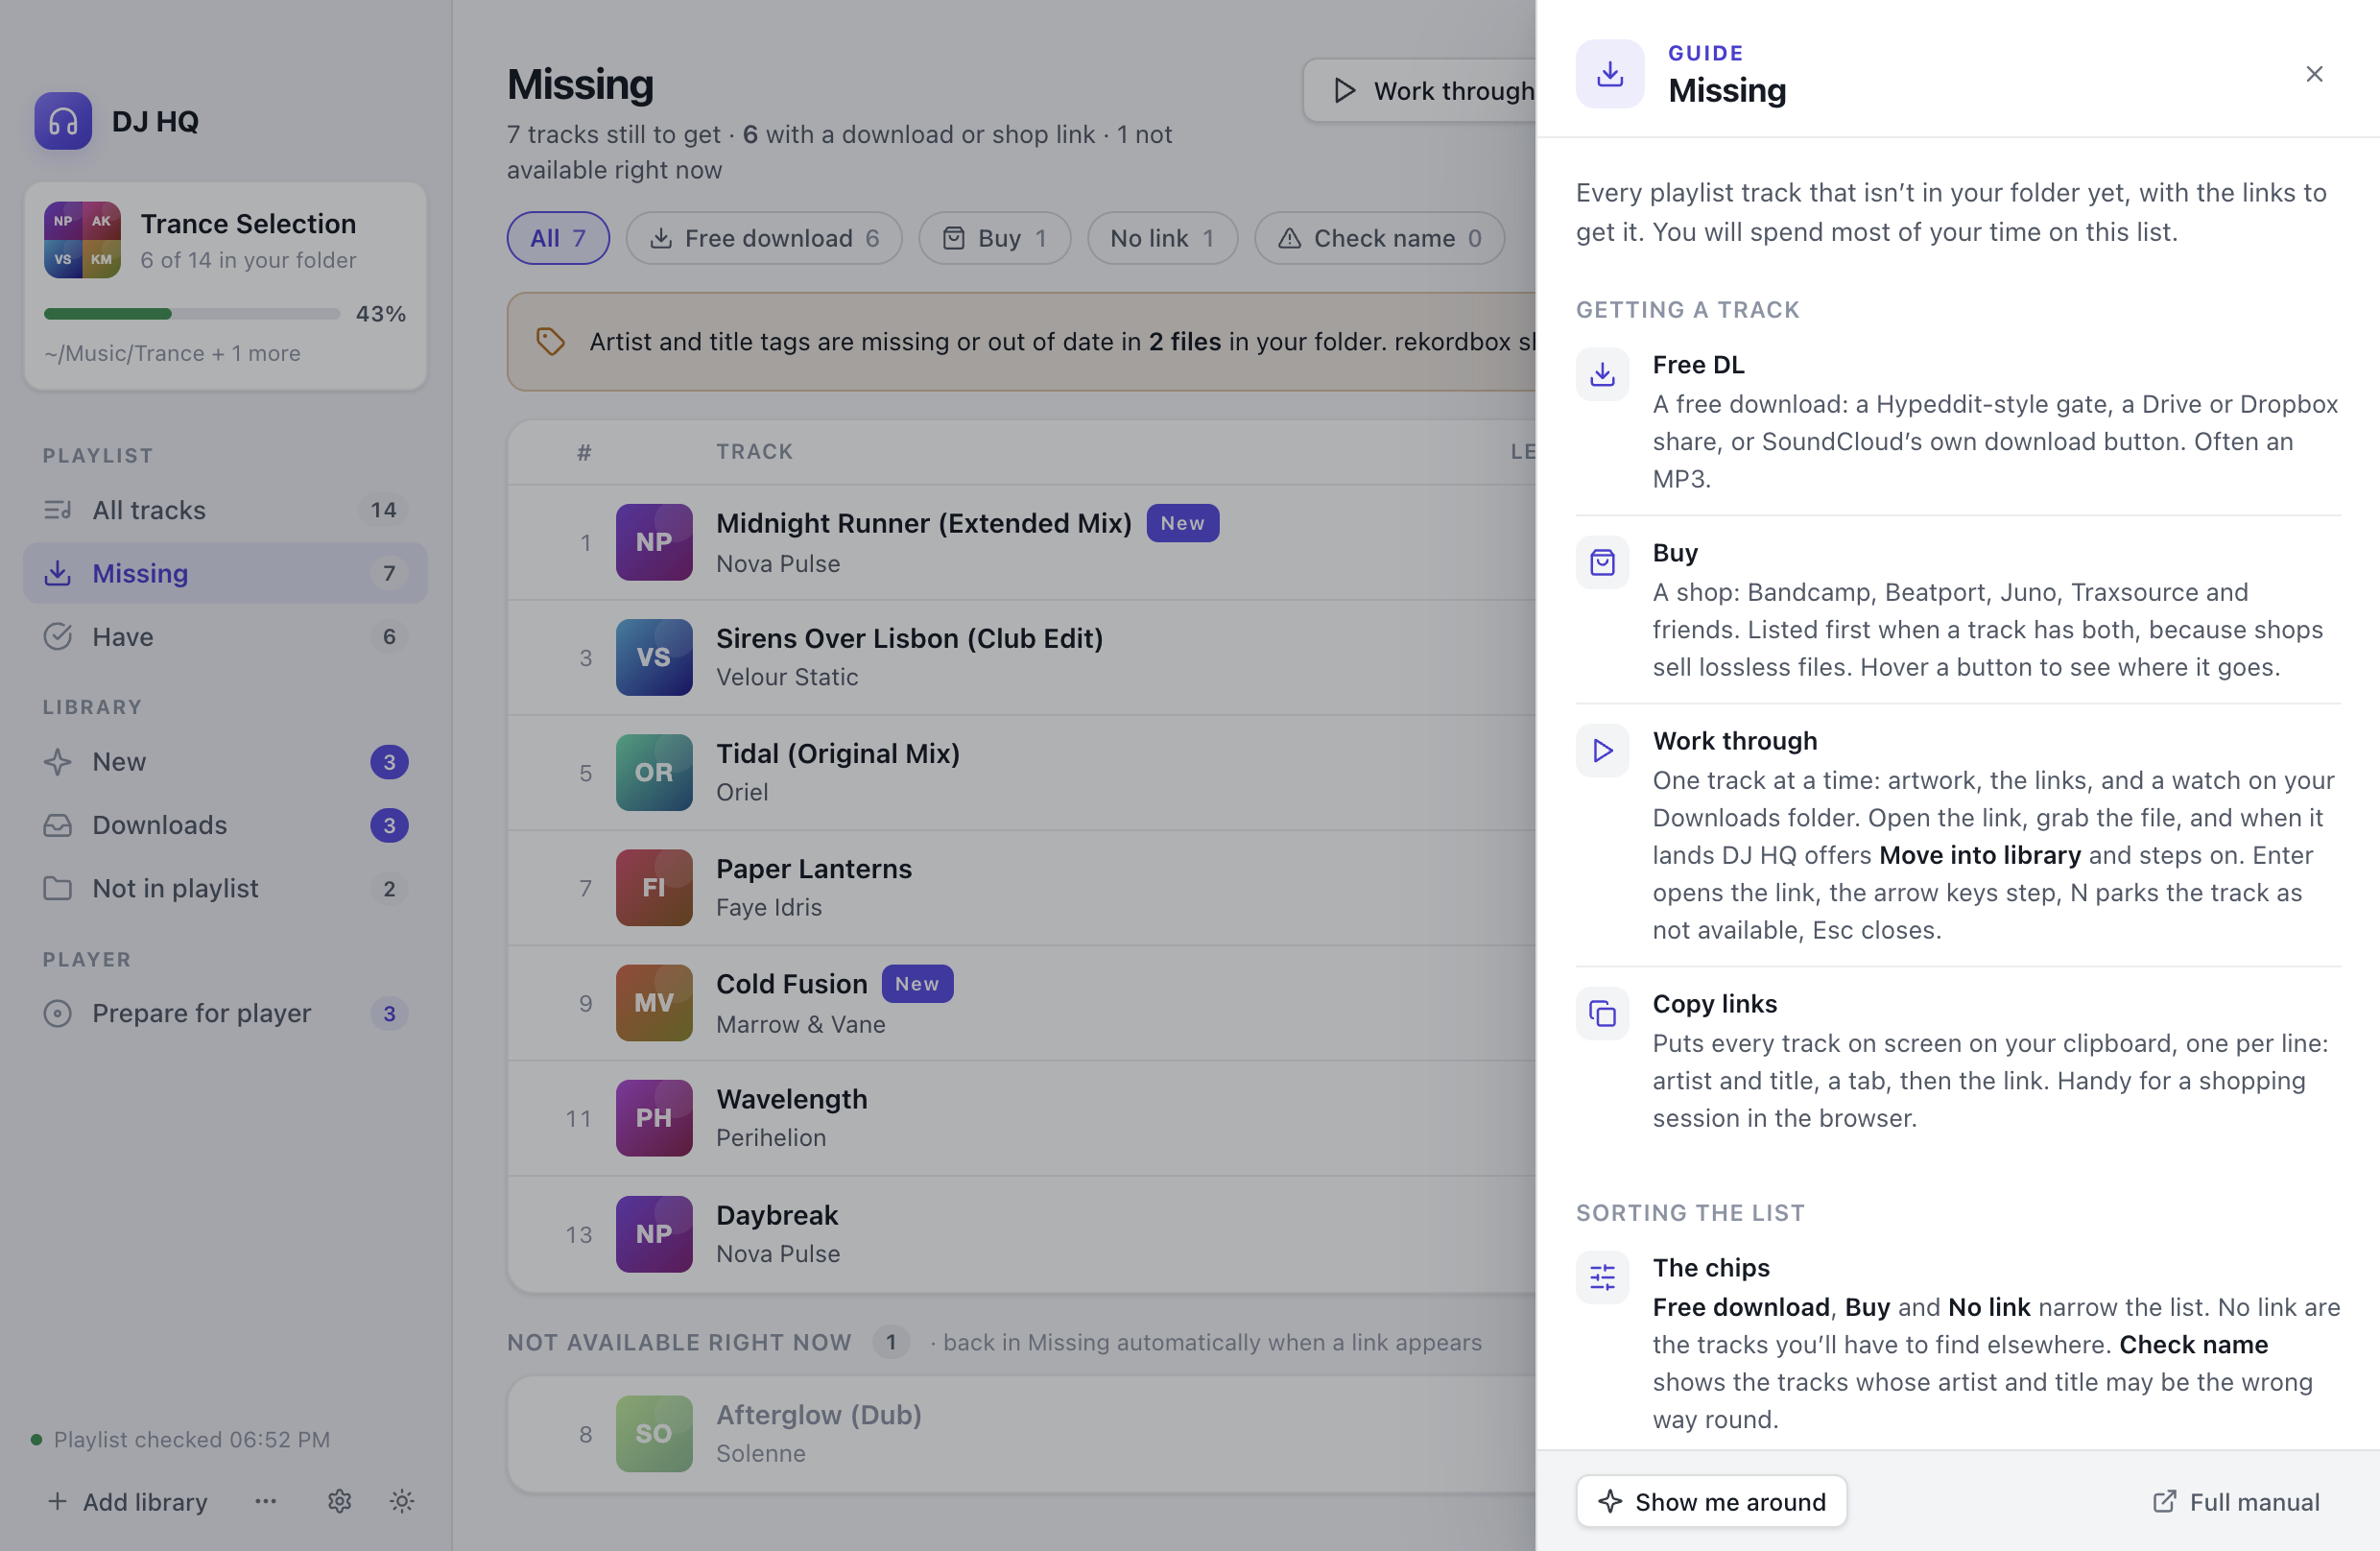 DJ HQ
NP AK
VS KM
Trance Selection
6 of 14 in your folder
43%
~/Music/Trance + 1 more
PLAYLIST
All tracks 14
Missing 7
Have 6
LIBRARY
New 3
Downloads 3
Not in playlist 2
PLAYER
Prepare for player 3
Playlist checked 06:52 PM
Add library
Missing
7 tracks still to get · 6 with a download or shop link · 1 not
available right now
Work through
All 7
Free download 6
Buy 1
No link 1
Check name 0
Artist and title tags are missing or out of date in 2 files in your folder. rekordbox
# TRACK
1 NP Midnight Runner (Extended Mix) New
Nova Pulse
3 VS Sirens Over Lisbon (Club Edit)
Velour Static
5 OR Tidal (Original Mix)
Oriel
7 FI Paper Lanterns
Faye Idris
9 MV Cold Fusion New
Marrow & Vane
11 PH Wavelength
Perihelion
13 NP Daybreak
Nova Pulse
NOT AVAILABLE RIGHT NOW 1 · back in Missing automatically when a link appears
8 SO Afterglow (Dub)
Solenne
GUIDE
Missing
Every playlist track that isn’t in your folder yet, with the links to
get it. You will spend most of your time on this list.
GETTING A TRACK
Free DL
A free download: a Hypeddit-style gate, a Drive or Dropbox
share, or SoundCloud’s own download button. Often an
MP3.
Buy
A shop: Bandcamp, Beatport, Juno, Traxsource and
friends. Listed first when a track has both, because shops
sell lossless files. Hover a button to see where it goes.
Work through
One track at a time: artwork, the links, and a watch on your
Downloads folder. Open the link, grab the file, and when it
lands DJ HQ offers Move into library and steps on. Enter
opens the link, the arrow keys step, N parks the track as
not available, Esc closes.
Copy links
Puts every track on screen on your clipboard, one per line:
artist and title, a tab, then the link. Handy for a shopping
session in the browser.
SORTING THE LIST
The chips
Free download, Buy and No link narrow the list. No link are
the tracks you’ll have to find elsewhere. Check name
shows the tracks whose artist and title may be the wrong
way round.
Show me around
Full manual